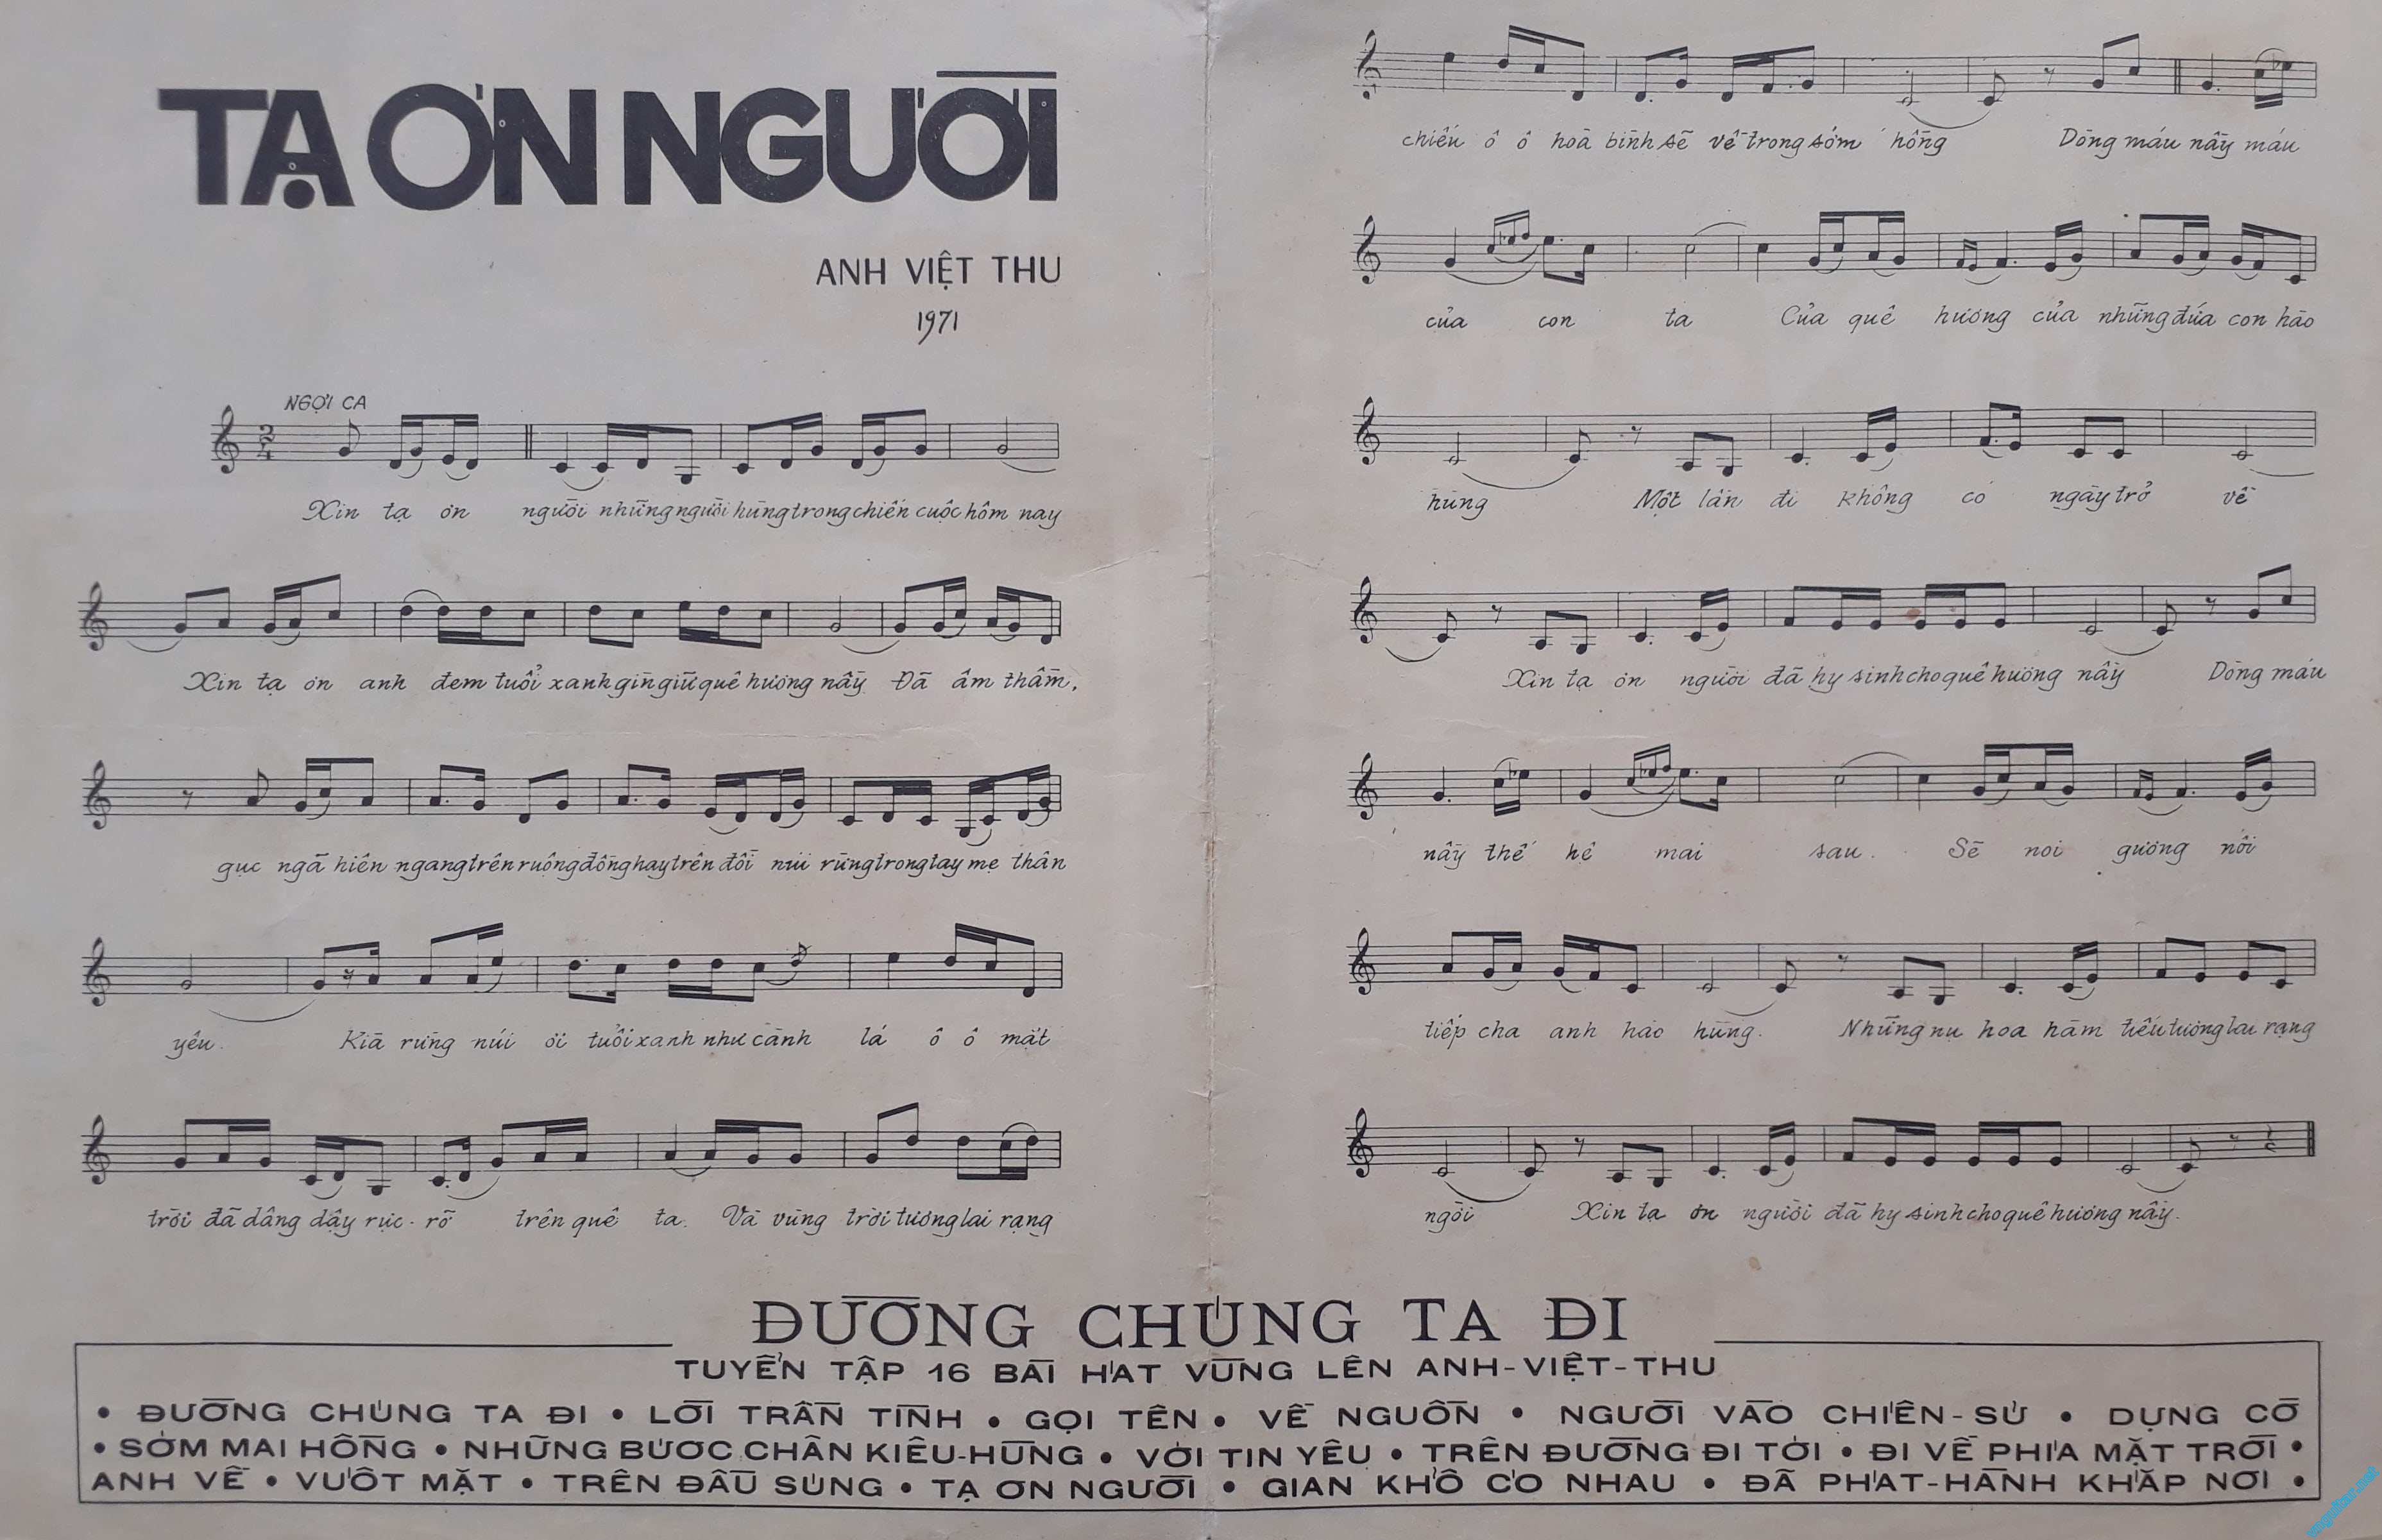 TẠ ƠN NGƯỜI
ANH VIỆT THU
1971
NGỢI CA
Xin tạ ơn người những người hùng trong chiến cuộc hôm nay
Xin tạ ơn anh đem tuổi xanh gìn giữ quê hương nầy Đã âm thầm,
gục ngã hiên ngang trên ruộng đồng hay trên đồi núi rừng trong tay mẹ thân
yêu. Kìa rừng núi ơi tuổi xanh như cành lá ô ô mặt
trời đã dâng dậy rực - rỡ trên quê ta. Và vùng trời tương lai rạng
chiếu ô ô hoà bình sẽ về trong sớm hồng Dòng máu nầy máu
của con ta Của quê hương của những đứa con hào
hùng Một lần đi không có ngày trở về
Xin tạ ơn người đã hy sinh cho quê hương nầy Dòng máu
nầy thế hệ mai sau. Sẽ noi gương nối
tiếp cha anh hào hùng. Những nụ hoa hàm tiếu tương lai rạng
ngời Xin tạ ơn người đã hy sinh cho quê hương nầy.
ĐƯỜNG CHÚNG TA ĐI
TUYỂN TẬP 16 BÀI HÁT VÙNG LÊN ANH-VIỆT-THU
• ĐƯỜNG CHÚNG TA ĐI • LỜI TRẦN TÌNH • GỌI TÊN • VỀ NGUỒN • NGƯỜI VÀO CHIẾN-SỬ • DỰNG CỜ
• SỚM MAI HỒNG • NHỮNG BƯỚC CHÂN KIÊU-HÙNG • VỚI TIN YÊU • TRÊN ĐƯỜNG ĐI TỚI • ĐI VỀ PHÍA MẶT TRỜI •
ANH VỀ • VUỐT MẶT • TRÊN ĐẦU SÚNG • TẠ ƠN NGƯỜI • GIAN KHỔ CÓ NHAU • ĐÃ PHÁT-HÀNH KHẮP NƠI •